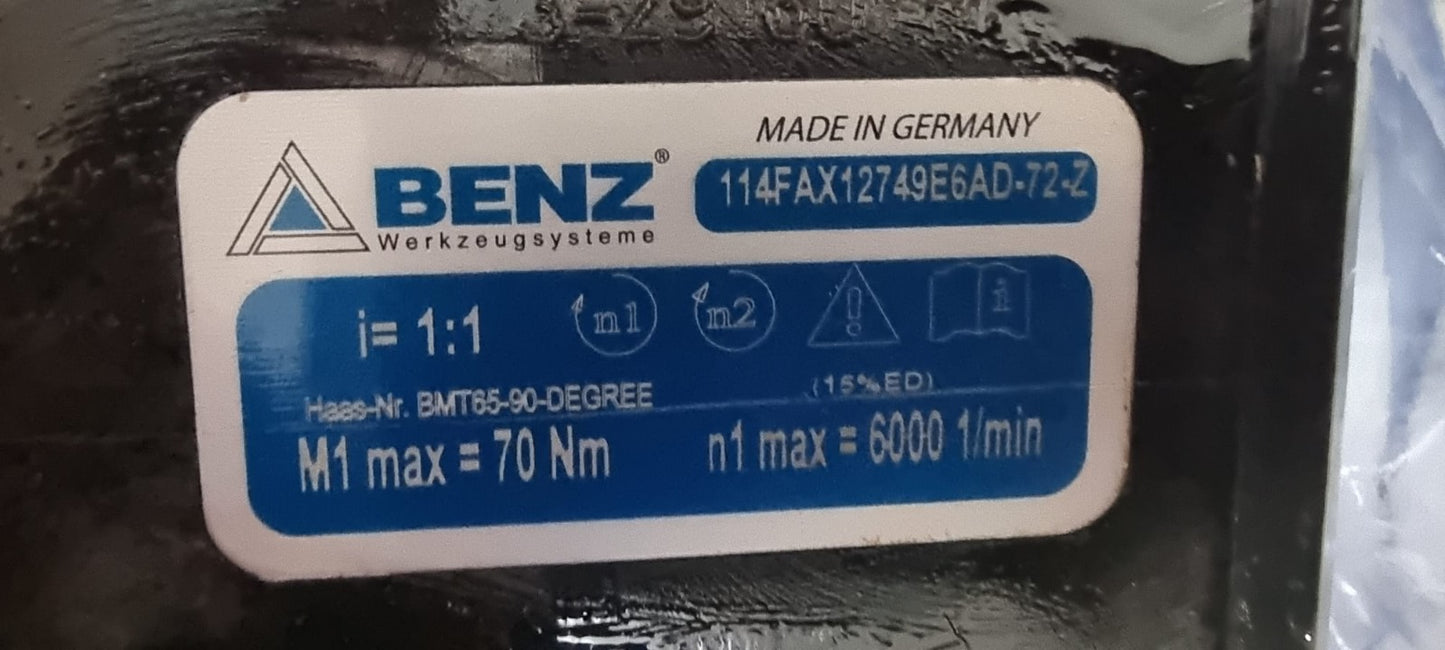 MADE IN GERMANY
BENZ®
114FAX12749E6AD-72-Z
Werkzeugsysteme
i= 1:1
n1
n2
!
i
Haas-Nr. BMT65-90-DEGREE
(15%ED)
M1 max = 70 Nm
n1 max = 6000 1/min